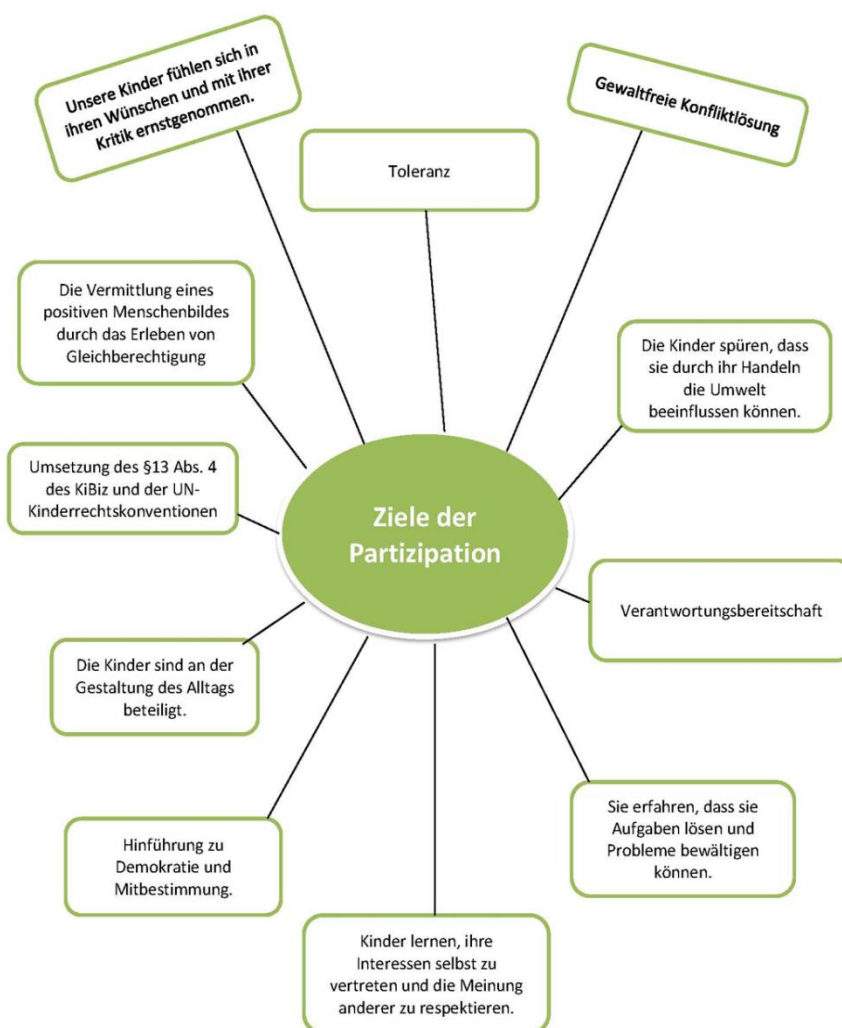 Unsere Kinder fühlen sich in
ihren Wünschen und mit ihrer
Kritik ernstgenommen.
Toleranz
Gewaltfreie Konfliktlösung
Die Vermittlung eines
positiven Menschenbildes
durch das Erleben von
Gleichberechtigung
Die Kinder spüren, dass
sie durch ihr Handeln
die Umwelt
beeinflussen können.
Umsetzung des §13 Abs. 4
des KiBiz und der UN-
Kinderrechtskonventionen
Ziele der
Partizipation
Verantwortungsbereitschaft
Die Kinder sind an der
Gestaltung des Alltags
beteiligt.
Sie erfahren, dass sie
Aufgaben lösen und
Probleme bewältigen
können.
Hinführung zu
Demokratie und
Mitbestimmung.
Kinder lernen, ihre
Interessen selbst zu
vertreten und die Meinung
anderer zu respektieren.